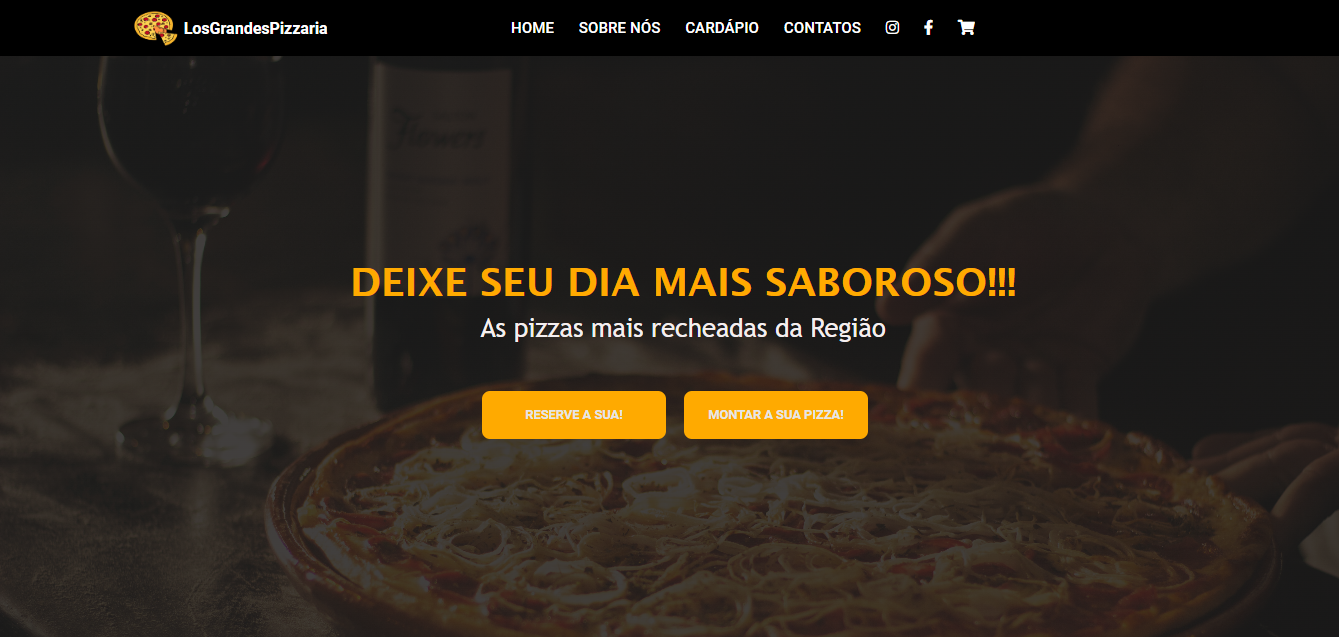 LosGrandesPizzaria
HOME SOBRE NÓS CARDÁPIO CONTATOS
Flowers
DEIXE SEU DIA MAIS SABOROSO!!!
As pizzas mais recheadas da Região
RESERVE A SUA! MONTAR A SUA PIZZA!